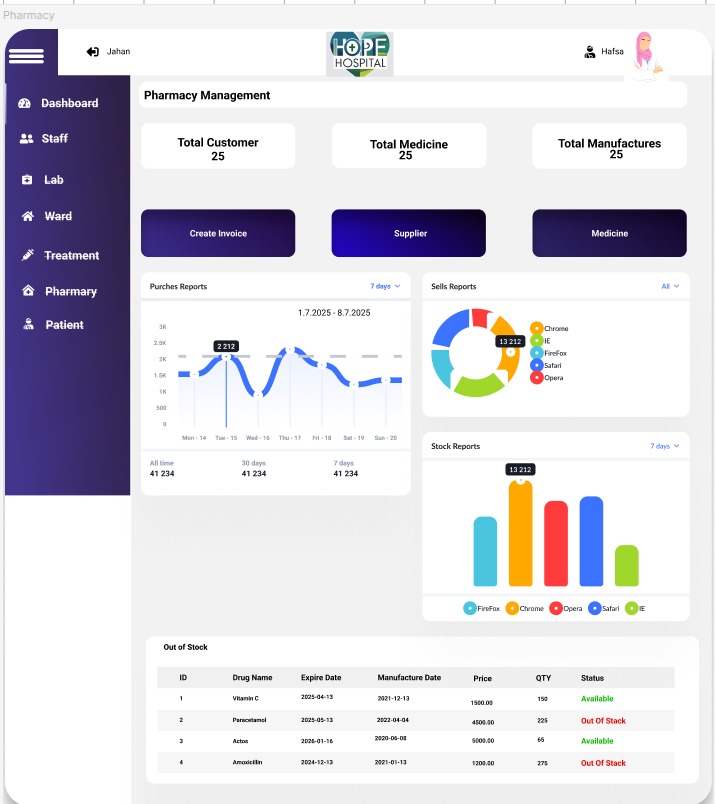 Pharmacy
Jahan
HOPE
HOSPITAL
Hafsa
Dashboard
Staff
Lab
Ward
Treatment
Pharmary
Patient
Pharmacy Management
Total Customer
25
Total Medicine
25
Total Manufactures
25
Create Invoice
Supplier
Medicine
Purches Reports
7 days
1.7.2025 - 8.7.2025
3K
2.5K
2K
1.5K
1K
500
0
2 212
Mon - 14
Tue - 15
Wed - 16
Thu - 17
Fri - 18
Sat - 19
Sun - 20
All time
41 234
30 days
41 234
7 days
41 234
Sells Reports
All
13 212
Chrome
IE
FireFox
Safari
Opera
Stock Reports
7 days
13 212
FireFox
Chrome
Opera
Safari
IE
Out of Stock
ID Drug Name Expire Date Manufacture Date Price QTY Status
1 Vitamin C 2025-04-13 2021-12-13 1500.00 150 Available
2 Paracetamol 2025-05-13 2022-04-04 4500.00 225 Out Of Stack
3 Actos 2026-01-16 2020-06-08 5000.00 65 Available
4 Amoxicillin 2024-12-13 2021-01-13 1200.00 275 Out Of Stack